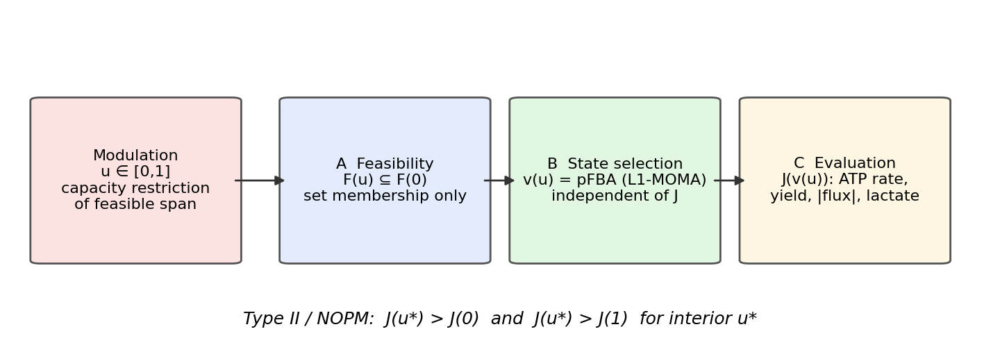 Modulation
u ∈ [0,1]
capacity restriction
of feasible span
A  Feasibility
F(u) ⊆ F(0)
set membership only
B  State selection
v(u) = pFBA (L1-MOMA)
independent of J
C  Evaluation
J(v(u)): ATP rate,
yield, |flux|, lactate
Type II / NOPM:  J(u*) > J(0)  and  J(u*) > J(1)  for interior u*